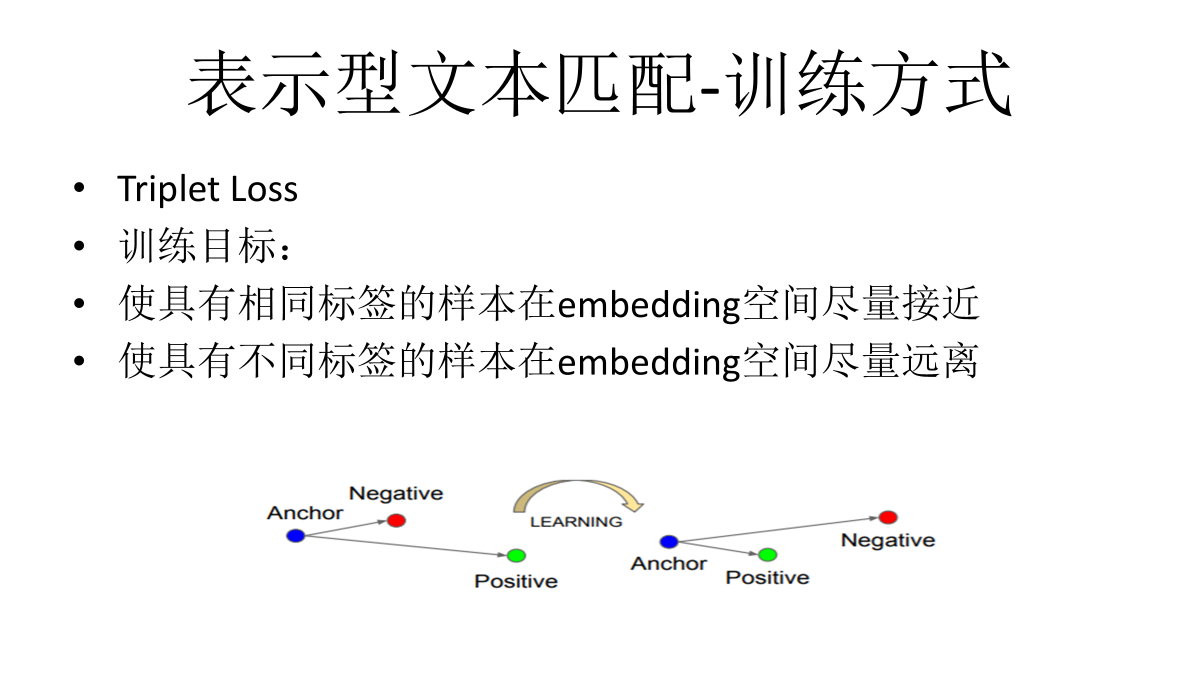 表示型文本匹配-训练方式
• Triplet Loss
• 训练目标：
• 使具有相同标签的样本在embedding空间尽量接近
• 使具有不同标签的样本在embedding空间尽量远离
Negative
Anchor
Positive
LEARNING
Negative
Anchor
Positive